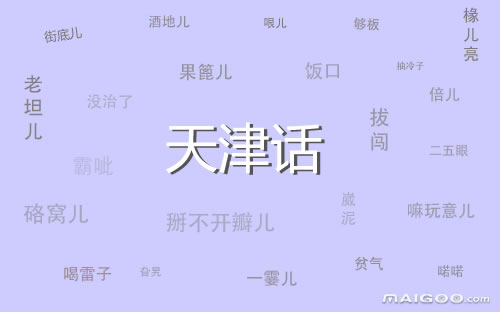 街底儿
酒地儿
哏儿
够板
椽儿亮
老坦儿
没治了
果篦儿
饭口
抽冷子
倍儿
拔闯
霸呲
天津话
二五眼
硌窝儿
掰不开瓣儿
崴泥
嘛玩意儿
喝雷子
旮旯
一霎儿
贫气
喏喏
MAIGOO.com